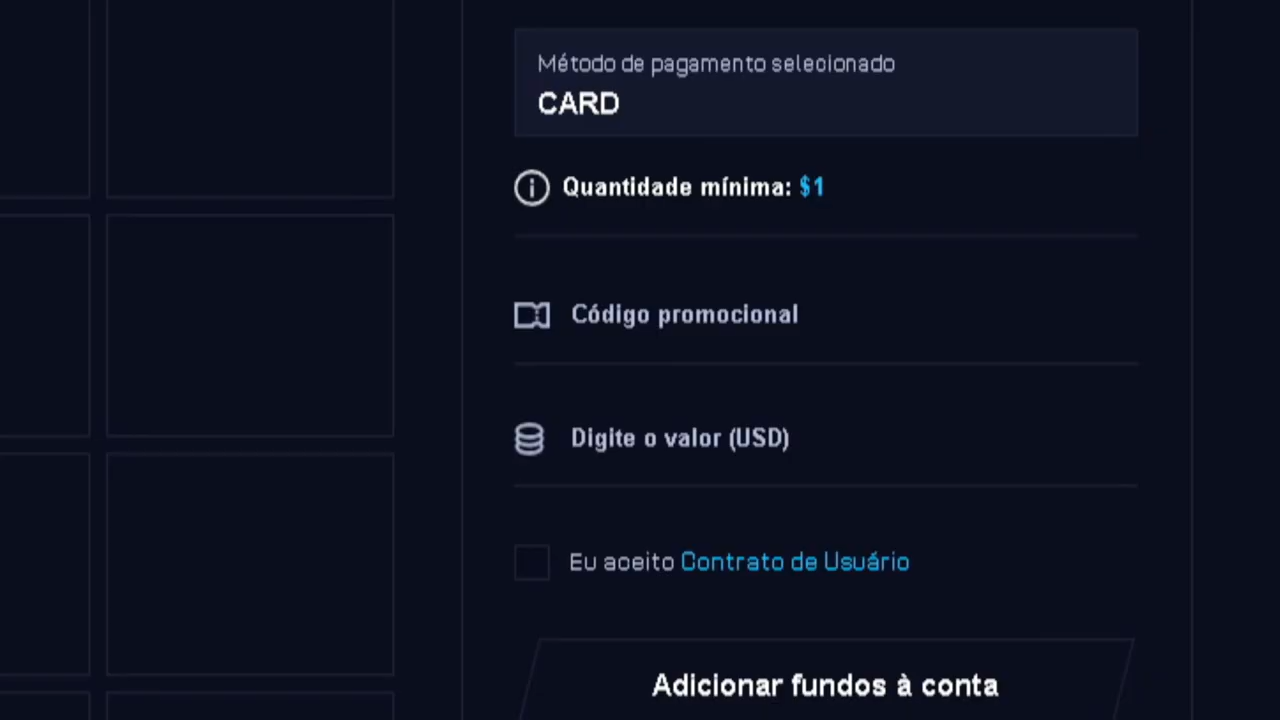 Método de pagamento selecionado
CARD
Quantidade mínima: $1
Código promocional
Digite o valor (USD)
Eu aceito Contrato de Usuário
Adicionar fundos à conta